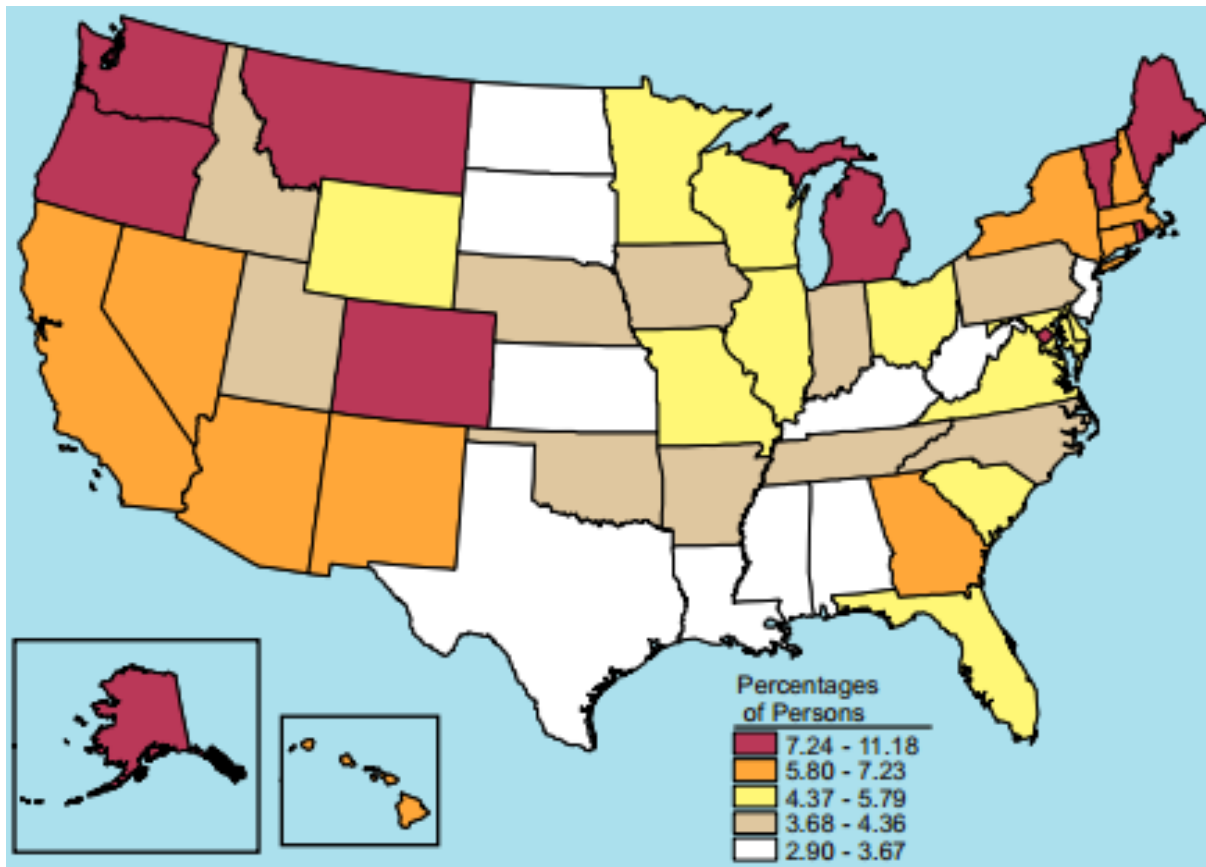 Percentages
of Persons
7.24 - 11.18
5.80 - 7.23
4.37 - 5.79
3.68 - 4.36
2.90 - 3.67